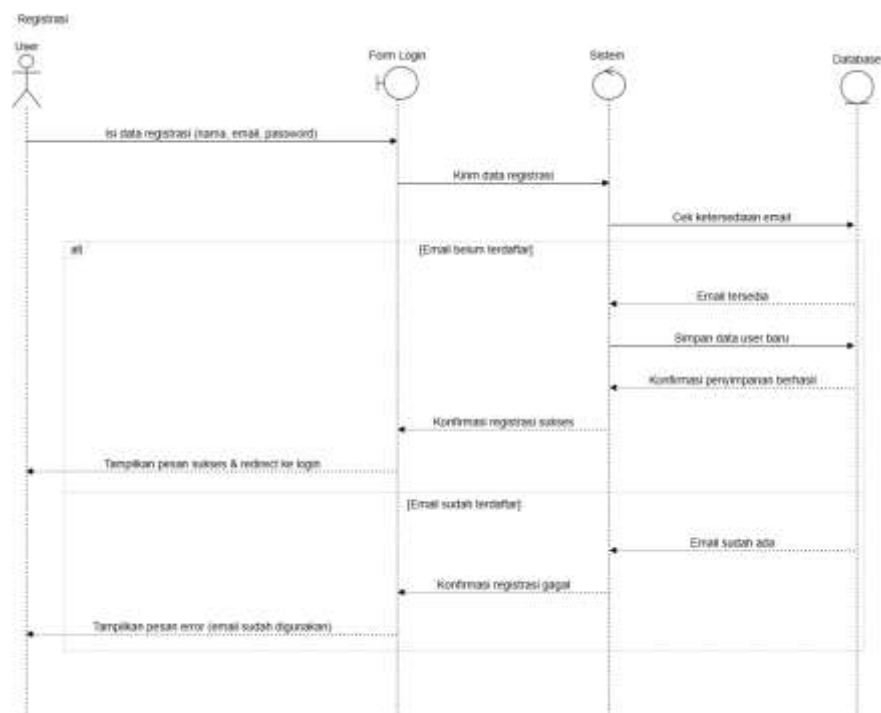 Registrasi
User
Form Login
Sistem
Database
Isi data registrasi (nama, email, password)
Kirim data registrasi
Cek ketersediaan email
alt
[Email belum terdaftar]
Email tersedia
Simpan data user baru
Konfirmasi penyimpanan berhasil
Konfirmasi registrasi sukses
Tampilkan pesan sukses & redirect ke login
[Email sudah terdaftar]
Email sudah ada
Konfirmasi registrasi gagal
Tampilkan pesan error (email sudah digunakan)